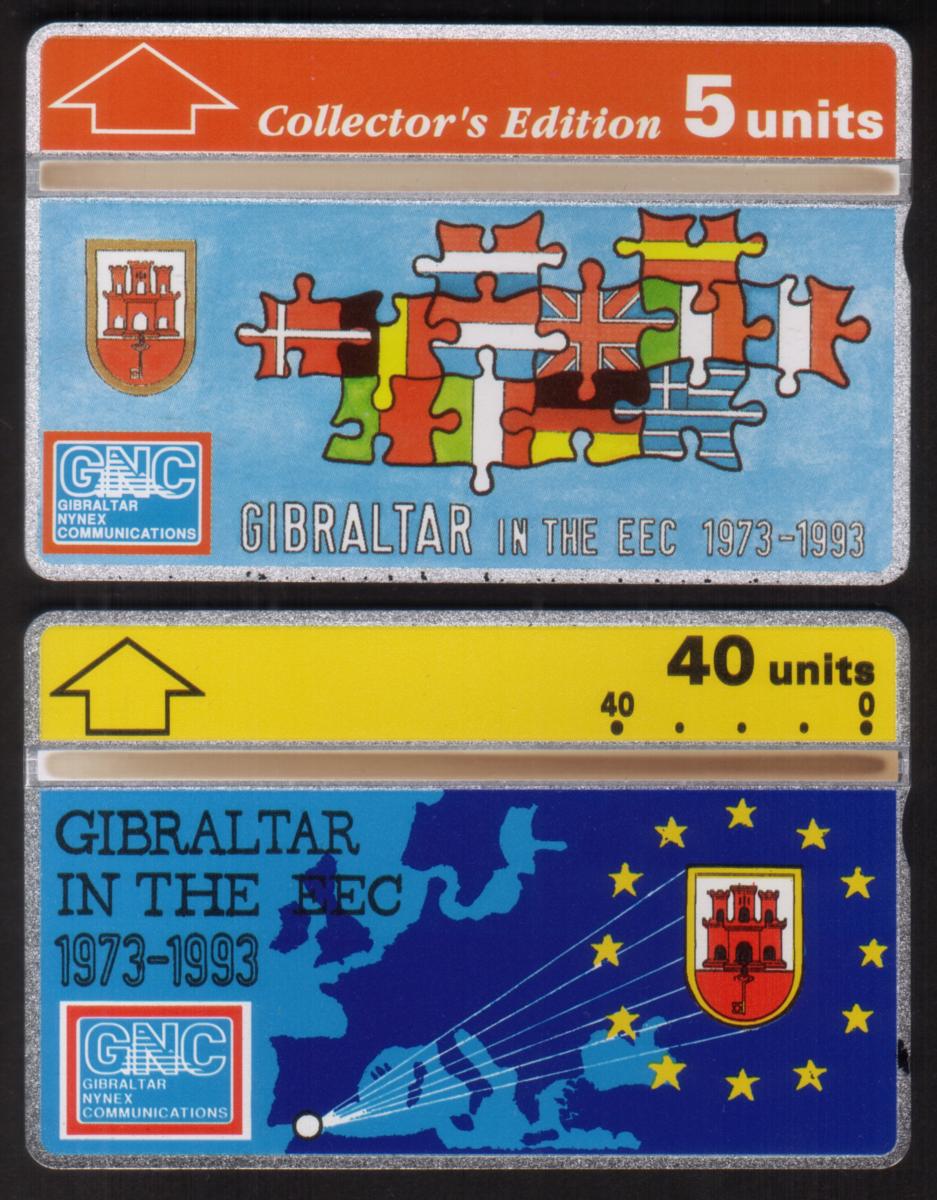 Collector's Edition 5 units
GNC
GIBRALTAR
NYNEX
COMMUNICATIONS
GIBRALTAR IN THE EEC 1973-1993
40 units
40 0
GIBRALTAR
IN THE EEC
1973-1993
GNC
GIBRALTAR
NYNEX
COMMUNICATIONS